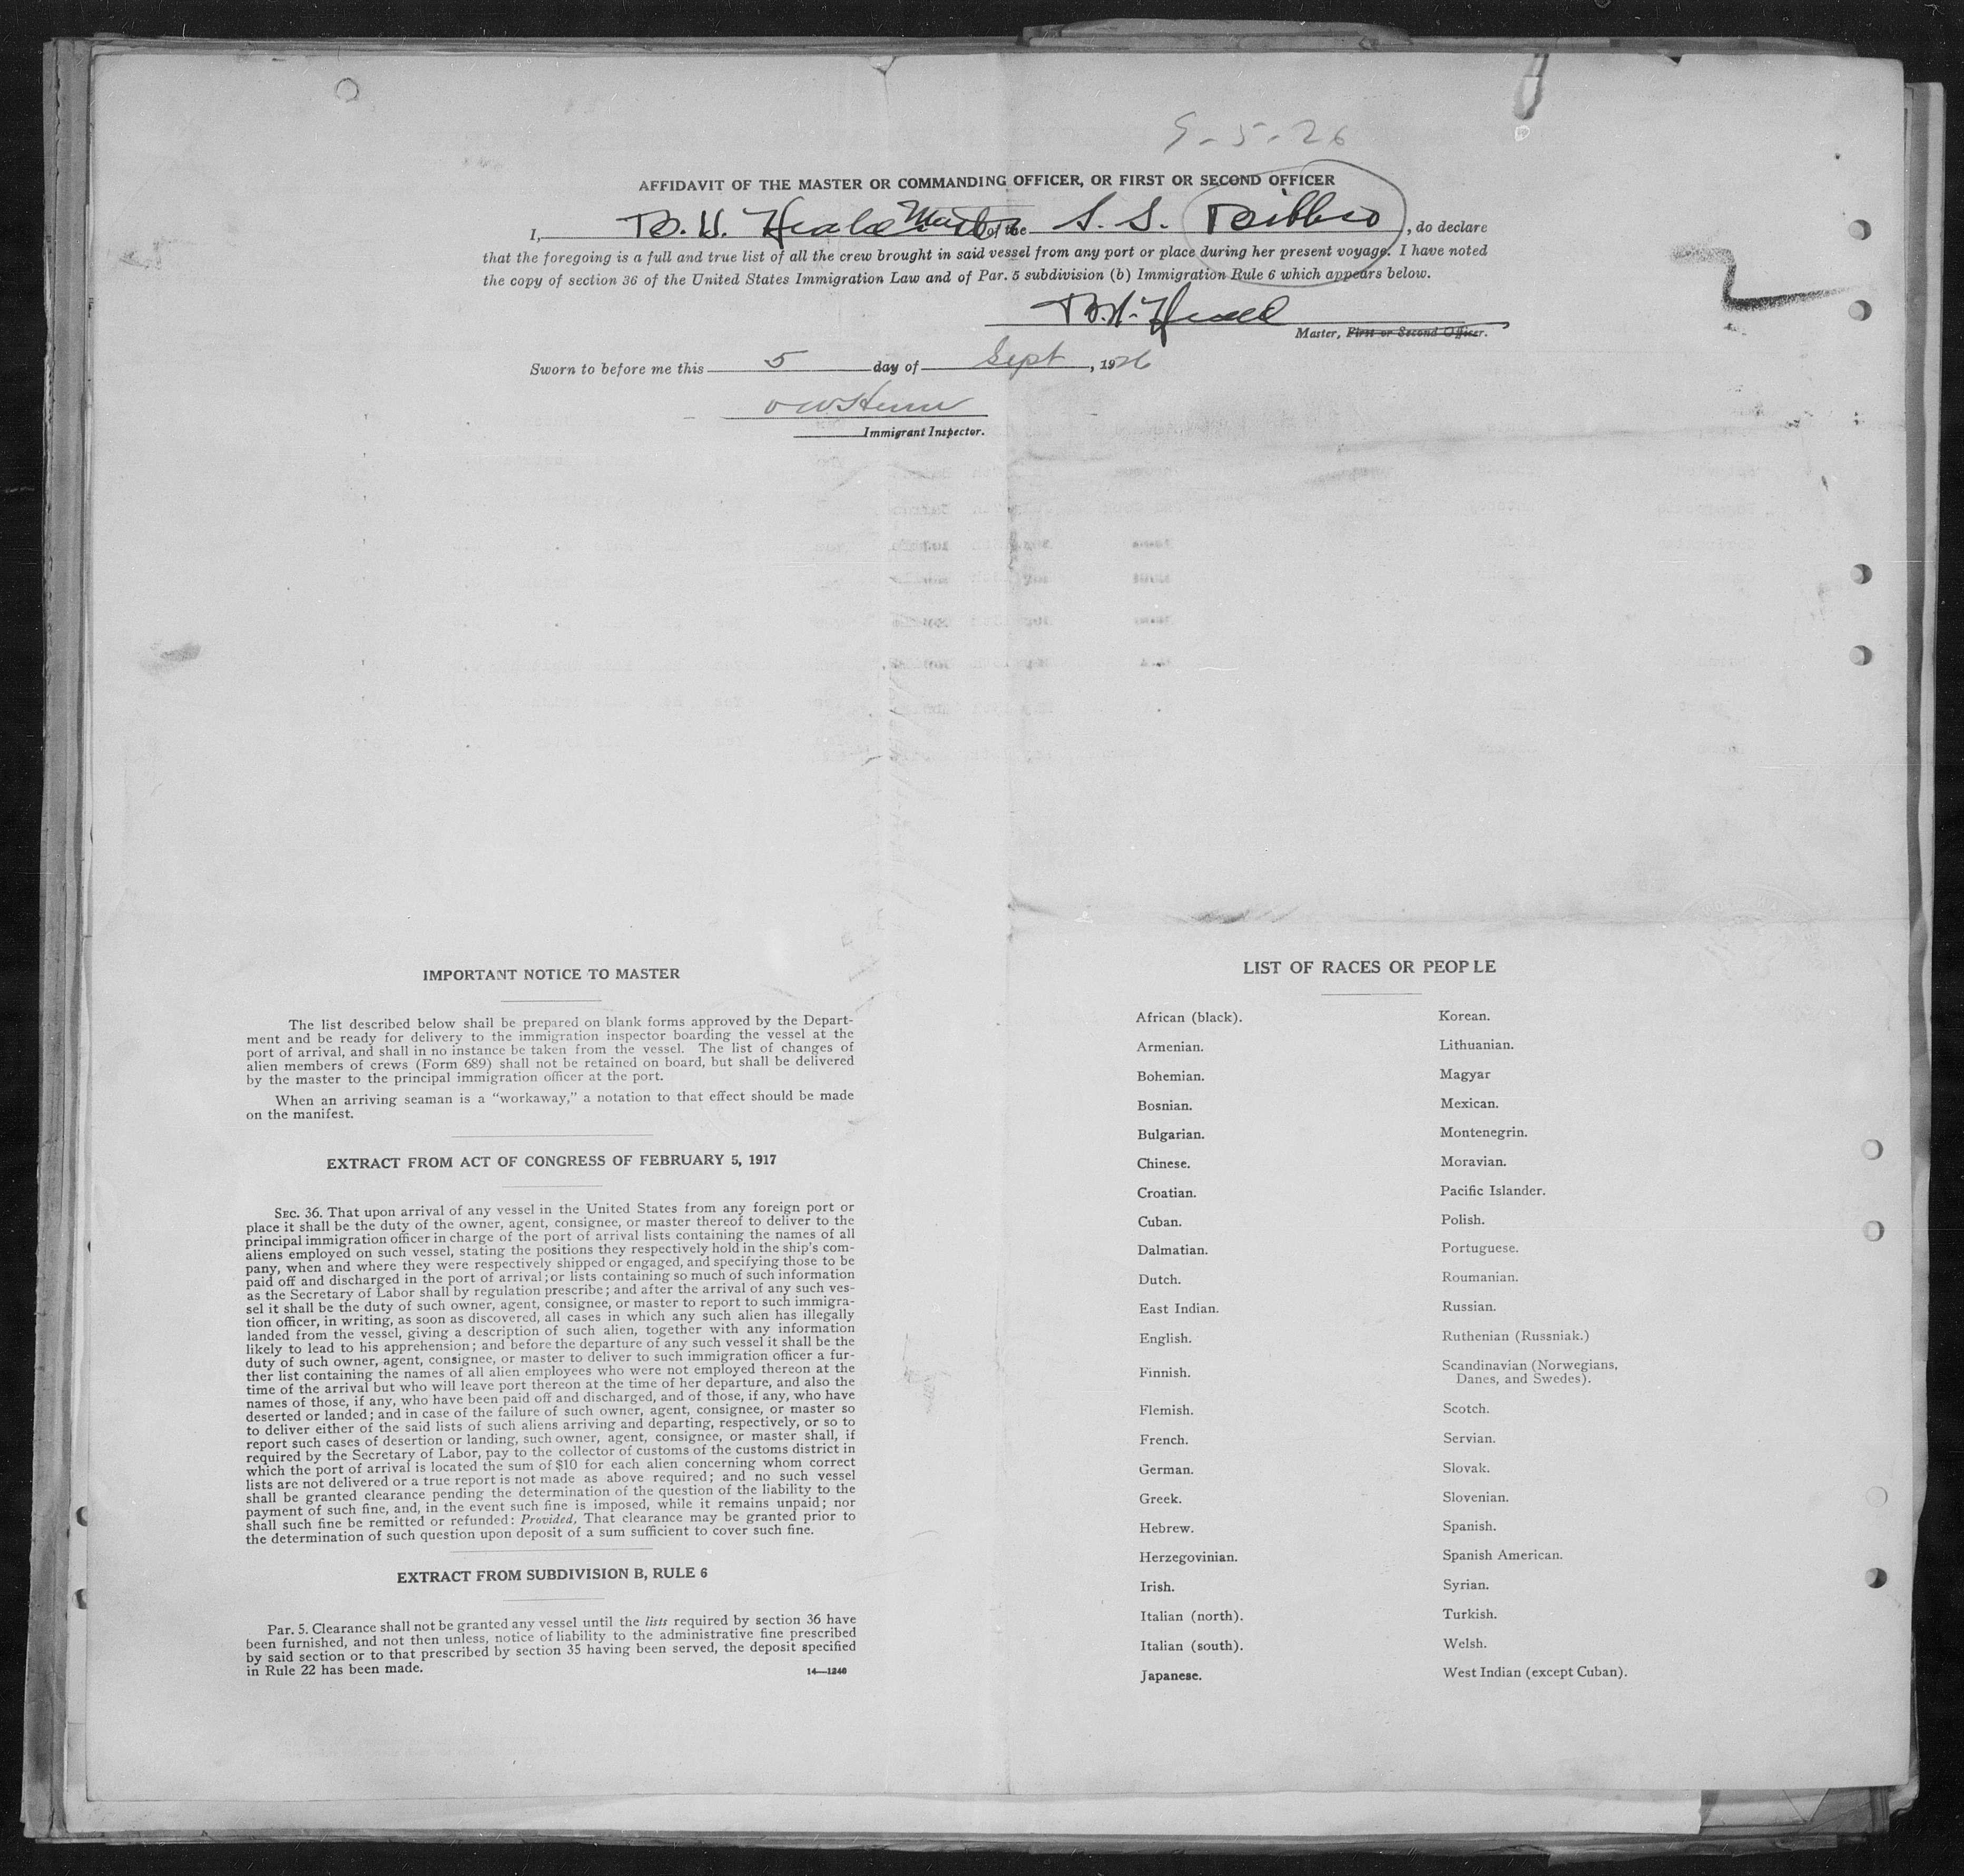 9-5-26
AFFIDAVIT OF THE MASTER OR COMMANDING OFFICER, OR FIRST OR SECOND OFFICER
I, B. H. Heald Master of the S. S. Dibbco, do declare
that the foregoing is a full and true list of all the crew brought in said vessel from any port or place during her present voyage. I have noted
the copy of section 36 of the United States Immigration Law and of Par. 5 subdivision (b) Immigration Rule 6 which appears below.
Master, First or Second Officer.
Sworn to before me this 5 day of Sept, 1926
Immigrant Inspector.
IMPORTANT NOTICE TO MASTER
The list described below shall be prepared on blank forms approved by the Depart-
ment and be ready for delivery to the immigration inspector boarding the vessel at the
port of arrival, and shall in no instance be taken from the vessel. The list of changes of
alien members of crews (Form 689) shall not be retained on board, but shall be delivered
by the master to the principal immigration officer at the port.
When an arriving seaman is a "workaway," a notation to that effect should be made
on the manifest.
EXTRACT FROM ACT OF CONGRESS OF FEBRUARY 5, 1917
SEC. 36. That upon arrival of any vessel in the United States from any foreign port or
place it shall be the duty of the owner, agent, consignee, or master thereof to deliver to the
principal immigration officer in charge of the port of arrival lists containing the names of all
aliens employed on such vessel, stating the positions they respectively hold in the ship's com-
pany, when and where they were respectively shipped or engaged, and specifying those to be
paid off and discharged in the port of arrival; or lists containing so much of such information
as the Secretary of Labor shall by regulation prescribe; and after the arrival of any such ves-
sel it shall be the duty of such owner, agent, consignee, or master to report to such immigra-
tion officer, in writing, as soon as discovered, all cases in which any such alien has illegally
landed from the vessel, giving a description of such alien, together with any information
likely to lead to his apprehension; and before the departure of any such vessel it shall be the
duty of such owner, agent, consignee, or master to deliver to such immigration officer a fur-
ther list containing the names of all alien employees who were not employed thereon at the
time of the arrival but who will leave port thereon at the time of her departure, and also the
names of those, if any, who have been paid off and discharged, and of those, if any, who have
deserted or landed; and in case of the failure of such owner, agent, consignee, or master so
to deliver either of the said lists of such aliens arriving and departing, respectively, or so to
report such cases of desertion or landing, such owner, agent, consignee, or master shall, if
required by the Secretary of Labor, pay to the collector of customs of the customs district in
which the port of arrival is located the sum of $10 for each alien concerning whom correct
lists are not delivered or a true report is not made as above required; and no such vessel
shall be granted clearance pending the determination of the question of the liability to the
payment of such fine, and, in the event such fine is imposed, while it remains unpaid; nor
shall such fine be remitted or refunded: Provided, That clearance may be granted prior to
the determination of such question upon deposit of a sum sufficient to cover such fine.
EXTRACT FROM SUBDIVISION B, RULE 6
Par. 5. Clearance shall not be granted any vessel until the lists required by section 36 have
been furnished, and not then unless, notice of liability to the administrative fine prescribed
by said section or to that prescribed by section 35 having been served, the deposit specified
in Rule 22 has been made.
14—1240
LIST OF RACES OR PEOPLE
African (black).
Armenian.
Bohemian.
Bosnian.
Bulgarian.
Chinese.
Croatian.
Cuban.
Dalmatian.
Dutch.
East Indian.
English.
Finnish.
Flemish.
French.
German.
Greek.
Hebrew.
Herzegovinian.
Irish.
Italian (north).
Italian (south).
Japanese.
Korean.
Lithuanian.
Magyar
Mexican.
Montenegrin.
Moravian.
Pacific Islander.
Polish.
Portuguese.
Roumanian.
Russian.
Ruthenian (Russniak.)
Scandinavian (Norwegians,
Danes, and Swedes).
Scotch.
Servian.
Slovak.
Slovenian.
Spanish.
Spanish American.
Syrian.
Turkish.
Welsh.
West Indian (except Cuban).